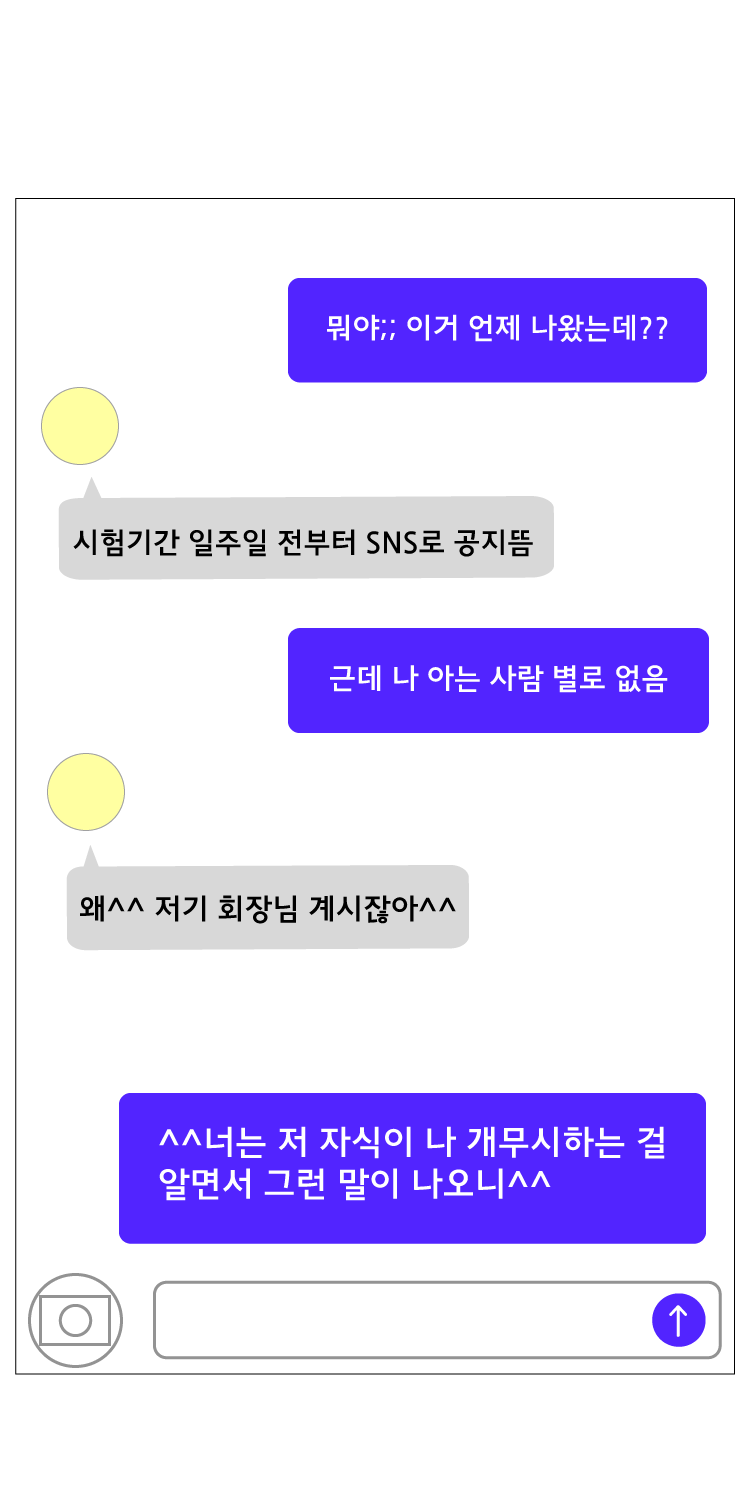 뭐야;; 이거 언제 나왔는데??
시험기간 일주일 전부터 SNS로 공지뜸
근데 나 아는 사람 별로 없음
왜^^ 저기 회장님 계시잖아^^
^^너는 저 자식이 나 개무시하는 걸
알면서 그런 말이 나오니^^